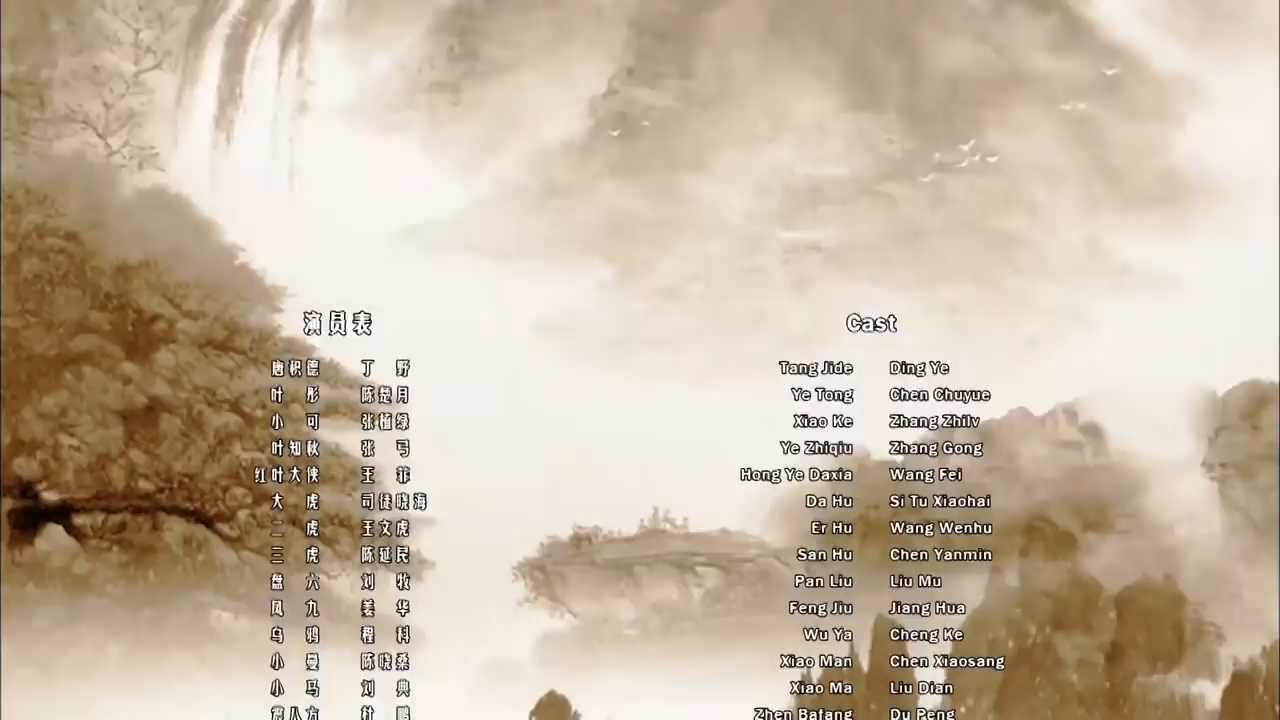 演员表
唐积德 丁野
叶彤 陈楚月
小可 张植绿
叶知秋 张弓
红叶大侠 王菲
大虎 司徒晓海
二虎 王文虎
三虎 陈延民
盘六 刘牧
凤九 姜华
乌鸦 程科
小曼 陈晓桑
小马 刘典
震八方 杜鹏
Cast
Tang Jide Ding Ye
Ye Tong Chen Chuyue
Xiao Ke Zhang Zhilv
Ye Zhiqiu Zhang Gong
Hong Ye Daxia Wang Fei
Da Hu Si Tu Xiaohai
Er Hu Wang Wenhu
San Hu Chen Yanmin
Pan Liu Liu Mu
Feng Jiu Jiang Hua
Wu Ya Cheng Ke
Xiao Man Chen Xiaosang
Xiao Ma Liu Dian
Zhen Bafang Du Peng